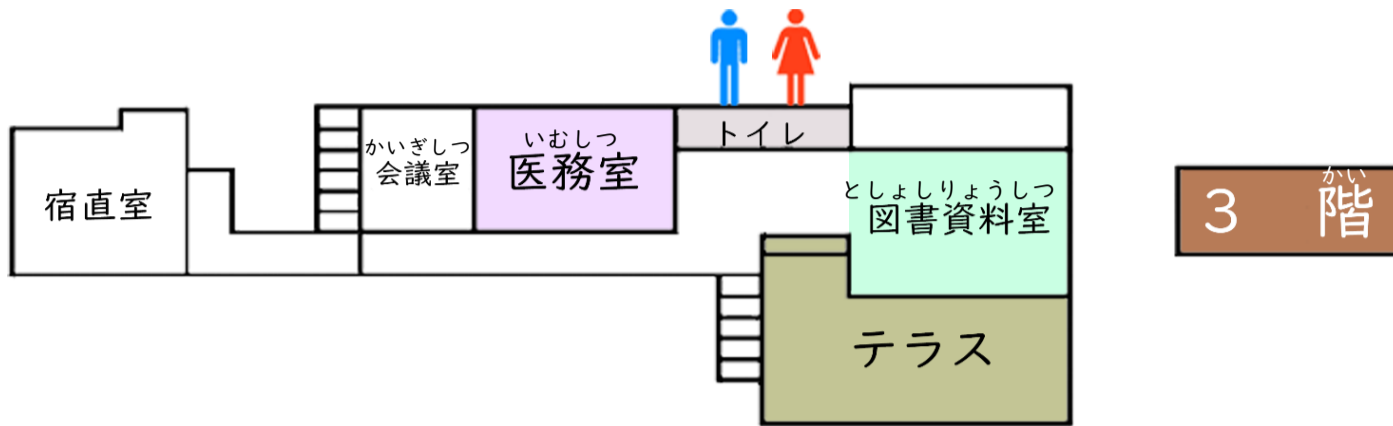 宿直室
かいぎしつ
会議室
いむしつ
医務室
トイレ
としょしりょうしつ
図書資料室
テラス
かい
3 階